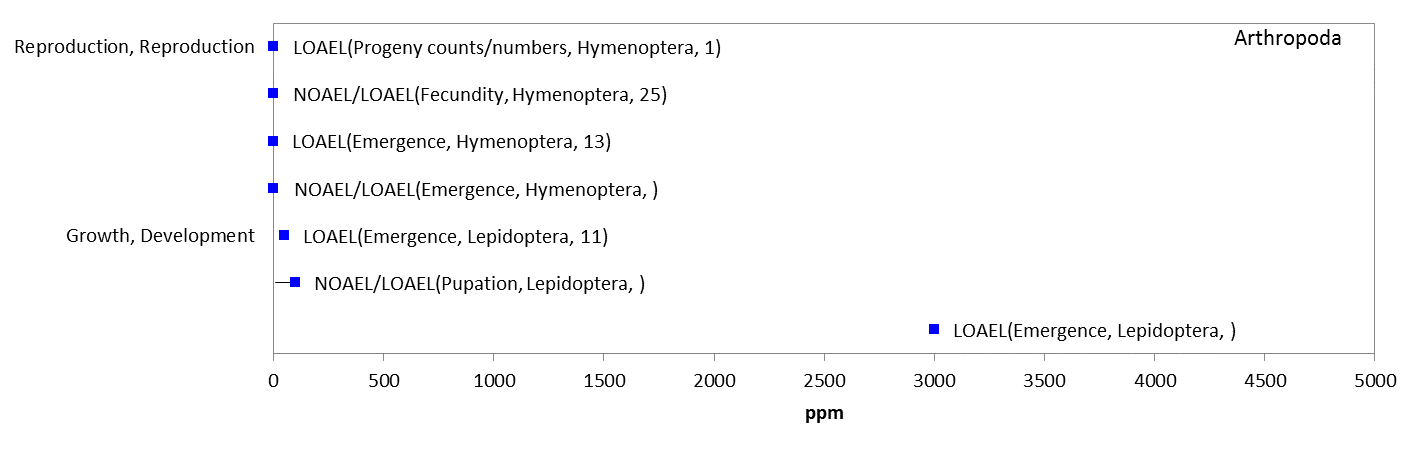 Arthropoda
Reproduction, Reproduction LOAEL(Progeny counts/numbers, Hymenoptera, 1)
NOAEL/LOAEL(Fecundity, Hymenoptera, 25)
LOAEL(Emergence, Hymenoptera, 13)
NOAEL/LOAEL(Emergence, Hymenoptera, )
Growth, Development LOAEL(Emergence, Lepidoptera, 11)
NOAEL/LOAEL(Pupation, Lepidoptera, )
LOAEL(Emergence, Lepidoptera, )
0 500 1000 1500 2000 2500 3000 3500 4000 4500 5000
ppm